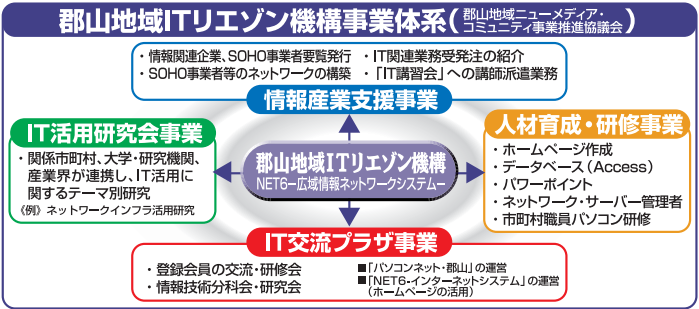 郡山地域ITリエゾン機構事業体系(郡山地域ニューメディア・コミュニティ事業推進協議会)
・情報関連企業、SOHO事業者要覧発行 ・IT関連業務受発注の紹介
・SOHO事業者等のネットワークの構築 ・「IT講習会」への講師派遣業務
情報産業支援事業
IT活用研究会事業
・関係市町村、大学・研究機関、
産業界が連携し、IT活用に
関するテーマ別研究
《例》ネットワークインフラ活用研究
郡山地域ITリエゾン機構
NET6ー広域情報ネットワークシステムー
人材育成・研修事業
・ホームページ作成
・データベース(Access)
・パワーポイント
・ネットワーク・サーバー管理者
・市町村職員パソコン研修
IT交流プラザ事業
・登録会員の交流・研修会
・情報技術分科会・研究会
■「パソコンネット・郡山」の運営
■「NET6-インターネットシステム」の運営
(ホームページの活用)